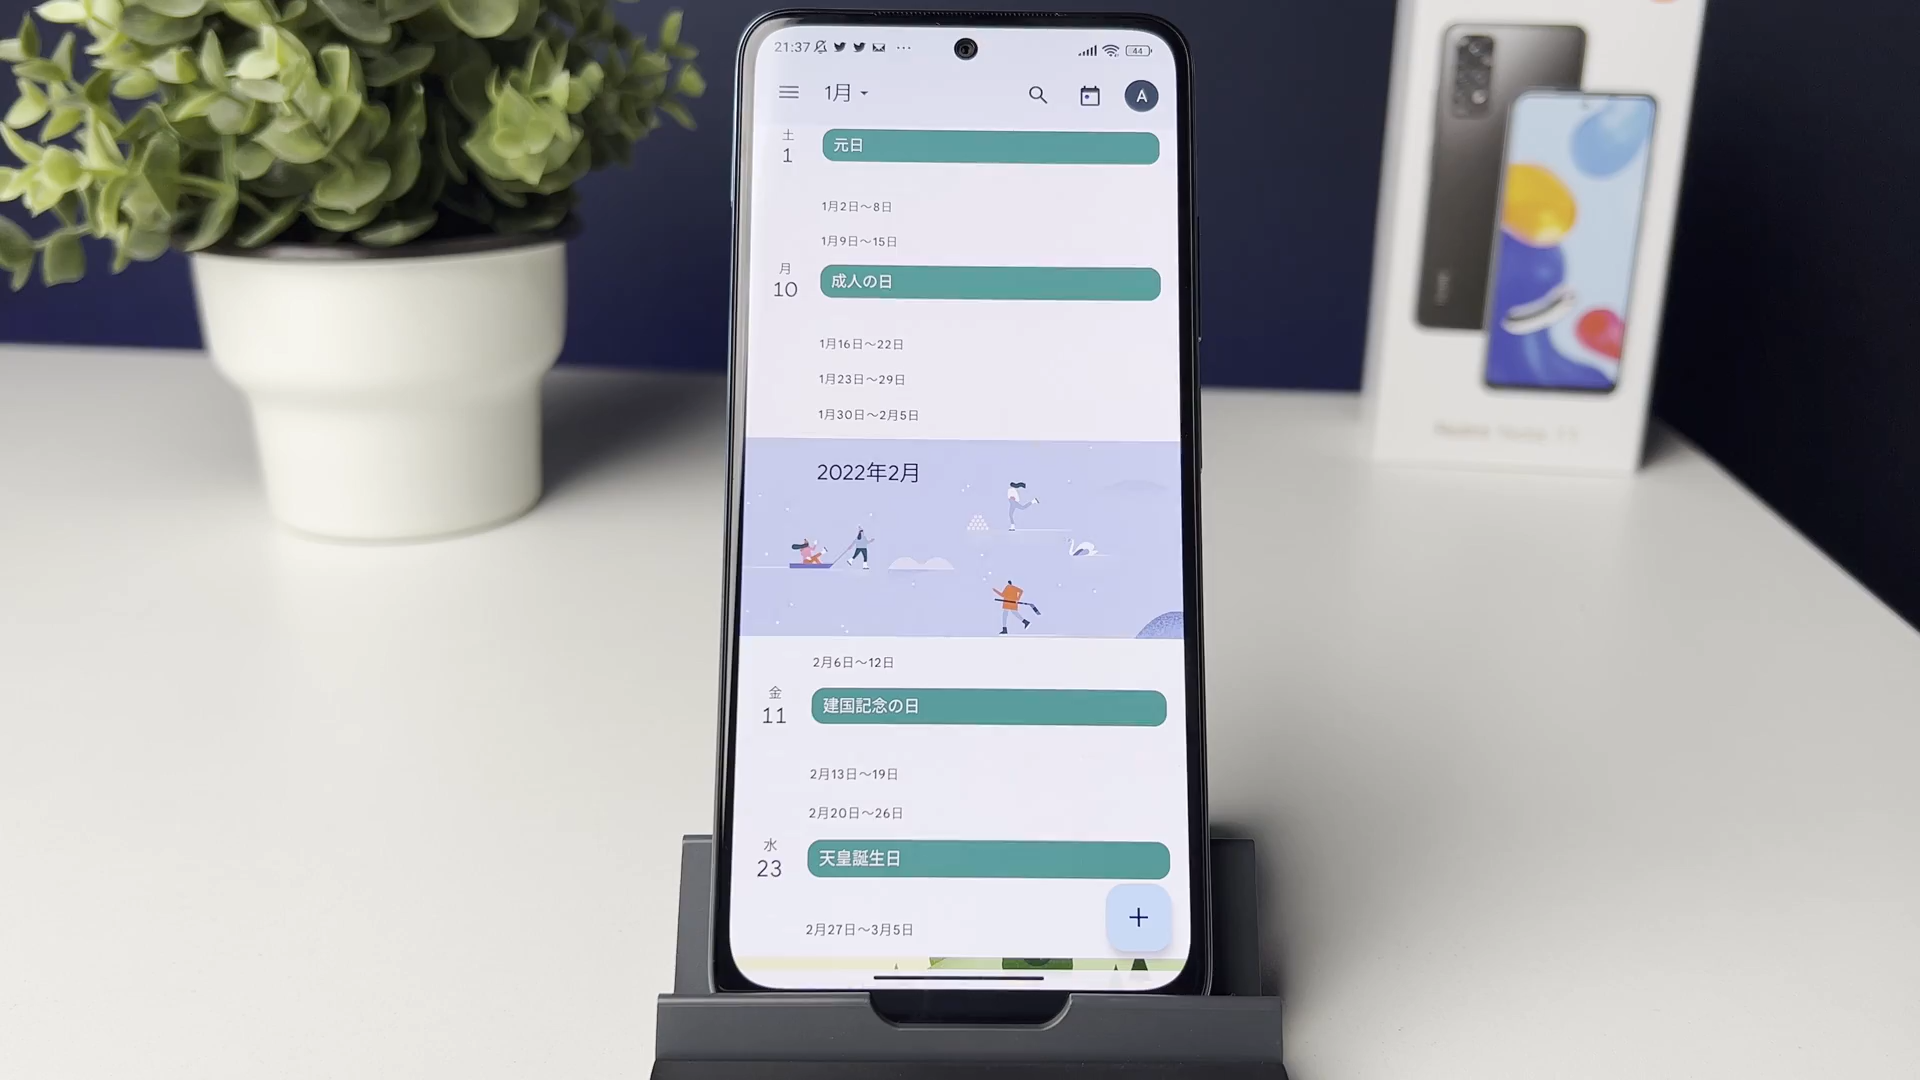 21:37
44
1月
A
土
1
元日
1月2日～8日
1月9日～15日
月
10
成人の日
1月16日～22日
1月23日～29日
1月30日～2月5日
2022年2月
2月6日～12日
金
11
建国記念の日
2月13日～19日
2月20日～26日
水
23
天皇誕生日
2月27日～3月5日
Redmi Note 11